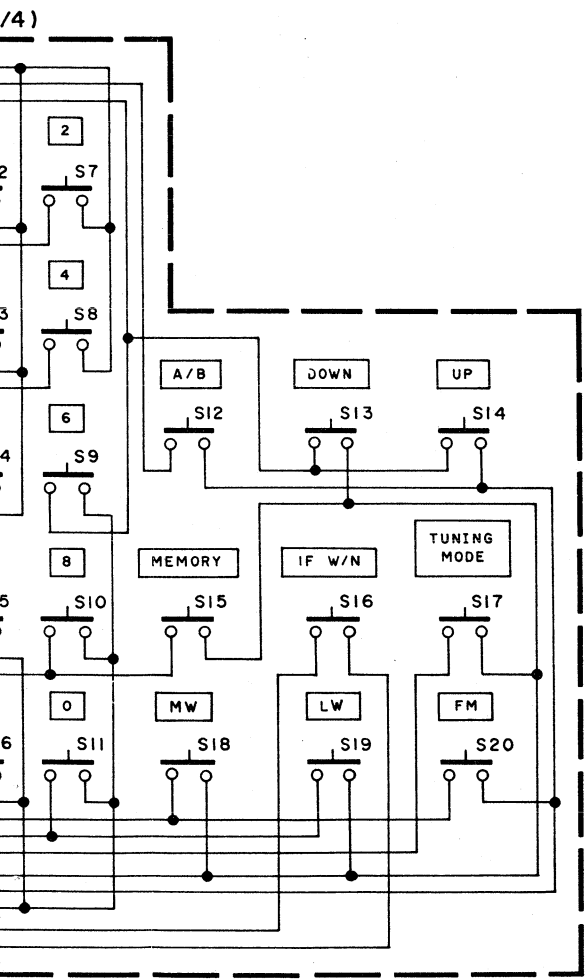 /4)
2
2 S7
4
3 S8
A/B DOWN UP
6
S12 S13 S14
4 S9
TUNING
MODE
8 MEMORY IF W/N
5 S10 S15 S16 S17
0 MW LW FM
6 S11 S18 S19 S20